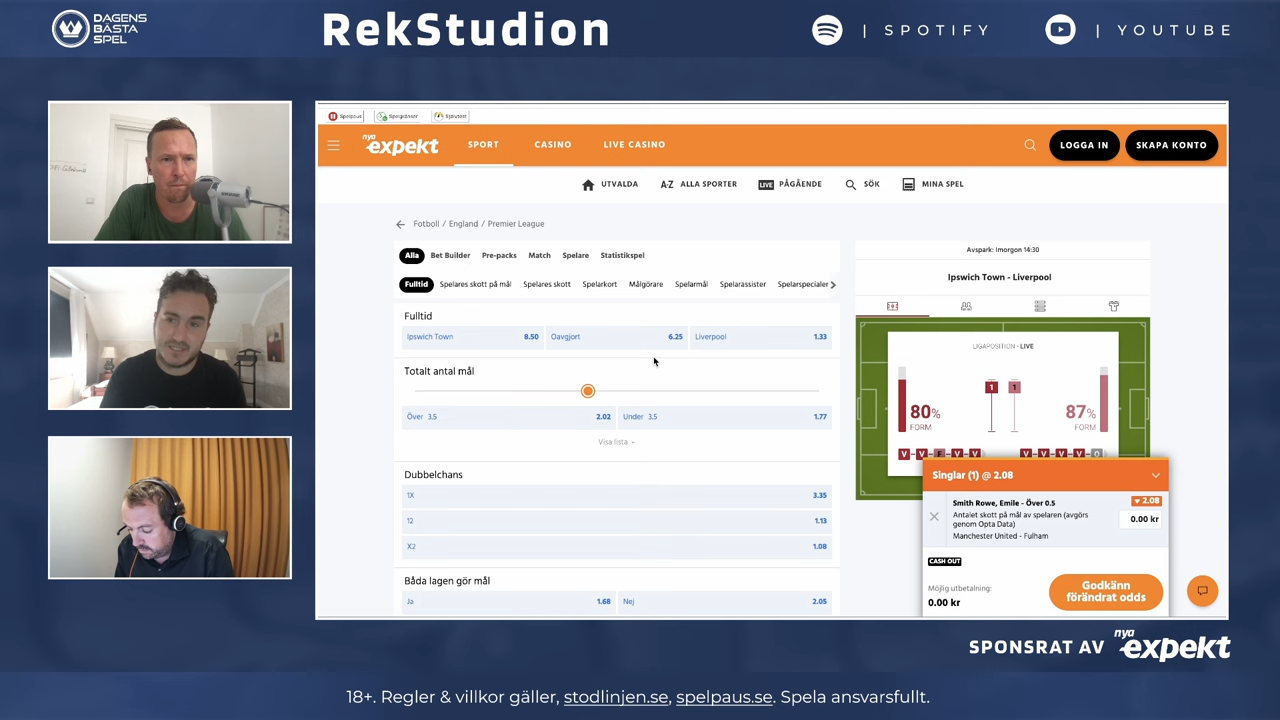 DAGENS
BÄSTA
SPEL
RekStudion
| SPOTIFY
| YOUTUBE
Spelpaus
Spelgränser
Självtest
nya
expekt
SPORT
CASINO
LIVE CASINO
LOGGA IN
SKAPA KONTO
UTVALDA
A-Z ALLA SPORTER
LIVE PÅGÅENDE
SÖK
MINA SPEL
Fotboll / England / Premier League
Alla Bet Builder Pre-packs Match Spelare Statistikspel
Fulltid Spelares skott på mål Spelares skott Spelarkort Målgörare Spelarmål Spelarassister Spelarspecialer
Fulltid
Ipswich Town 8.50 Oavgjort 6.25 Liverpool 1.33
Totalt antal mål
Över 3.5 2.02 Under 3.5 1.77
Visa lista
Dubbelchans
1X 3.35
12 1.13
X2 1.08
Båda lagen gör mål
Ja 1.68 Nej 2.05
Avspark: Imorgon 14:30
Ipswich Town - Liverpool
LIGAPOSITION - LIVE
80%
FORM
1 1
87%
FORM
Singlar (1) @ 2.08
Smith Rowe, Emile - Över 0.5
2.08
Antalet skott på mål av spelaren (avgörs
genom Opta Data)
0.00 kr
Manchester United - Fulham
CASH OUT
Möjlig utbetalning:
0.00 kr
Godkänn
förändrat odds
SPONSRAT AV nya expekt
18+. Regler & villkor gäller, stodlinjen.se, spelpaus.se. Spela ansvarsfullt.